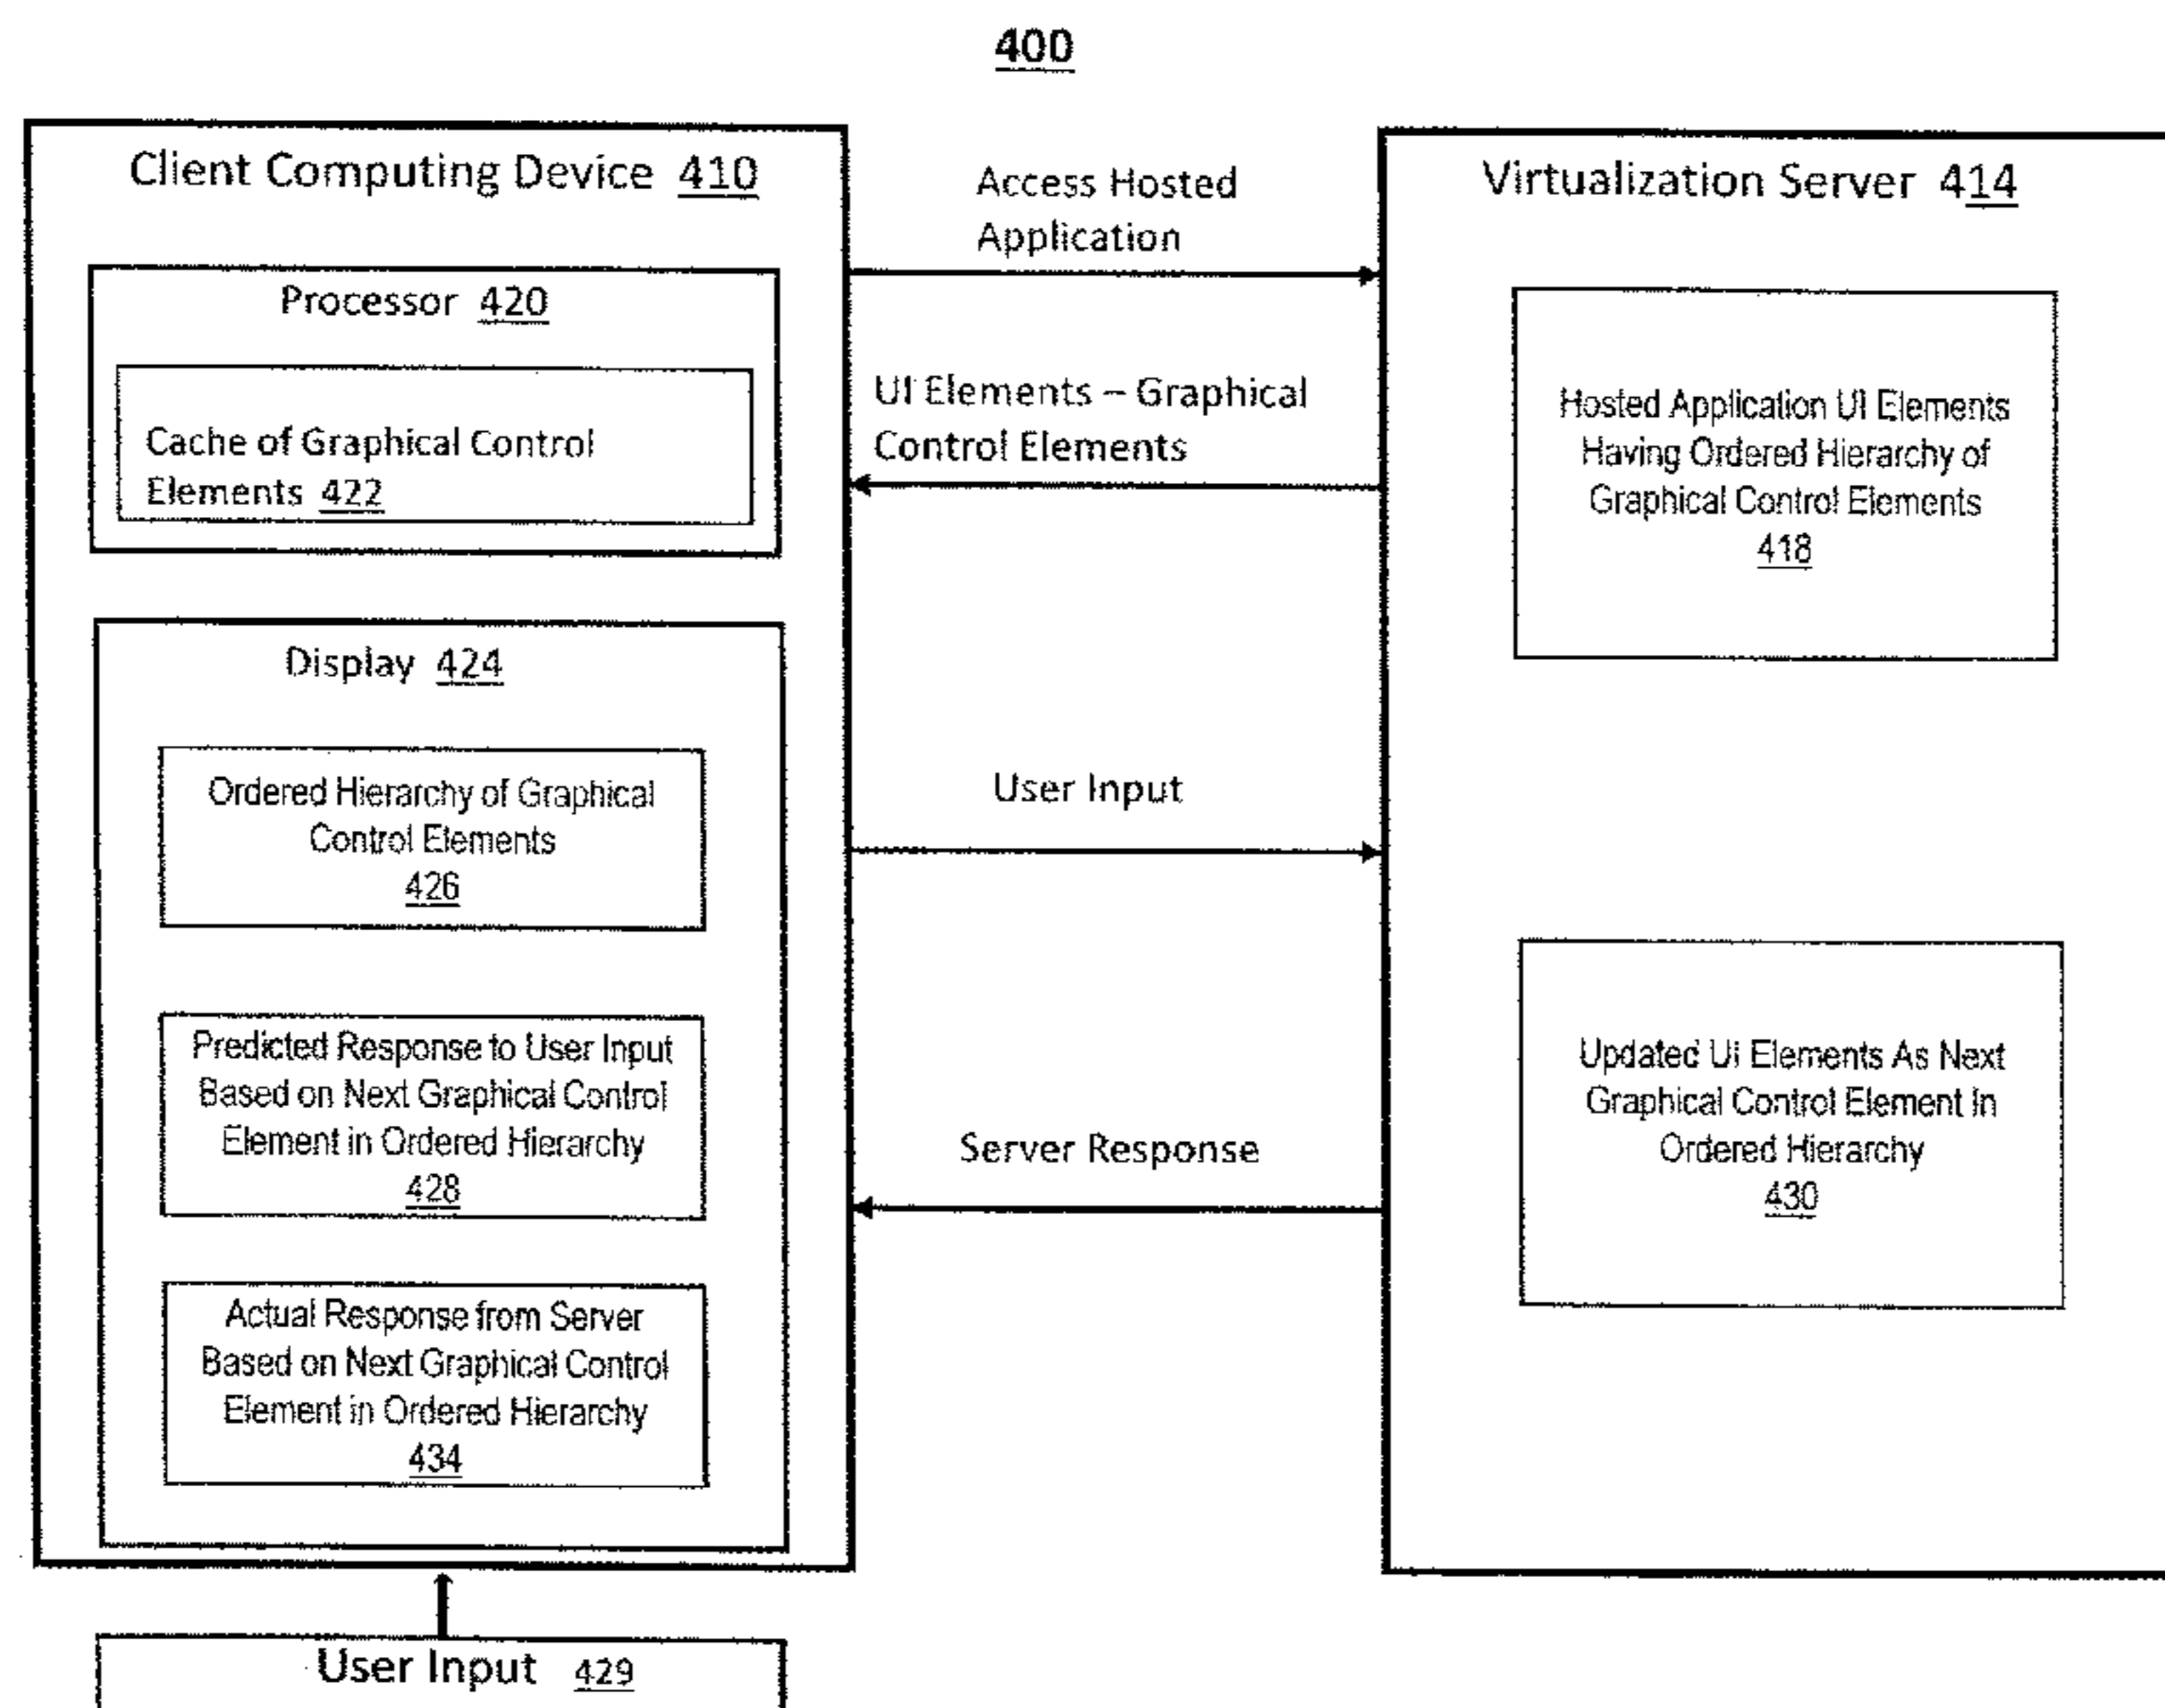 400
Client Computing Device 410
Processor 420
Cache of Graphical Control
Elements 422
Display 424
Ordered Hierarchy of Graphical
Control Elements
426
Predicted Response to User Input
Based on Next Graphical Control
Element in Ordered Hierarchy
428
Actual Response from Server
Based on Next Graphical Control
Element in Ordered Hierarchy
434
User Input 429
Access Hosted
Application
UI Elements – Graphical
Control Elements
User Input
Server Response
Virtualization Server 414
Hosted Application UI Elements
Having Ordered Hierarchy of
Graphical Control Elements
418
Updated Ui Elements As Next
Graphical Control Element In
Ordered Hierarchy
430